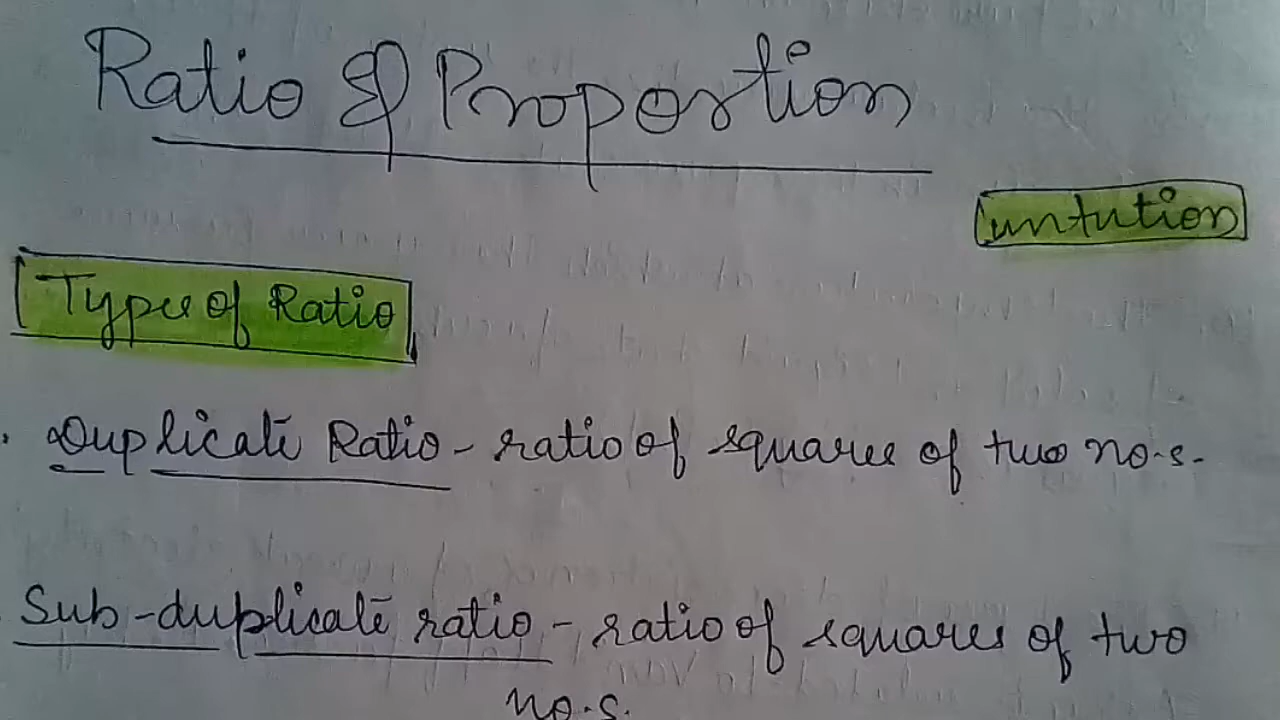 Ratio & Proportion
untution
Types of Ratio
Duplicate Ratio - ratio of squares of two no.s.
Sub-duplicate ratio - ratio of squares of two
no.s.